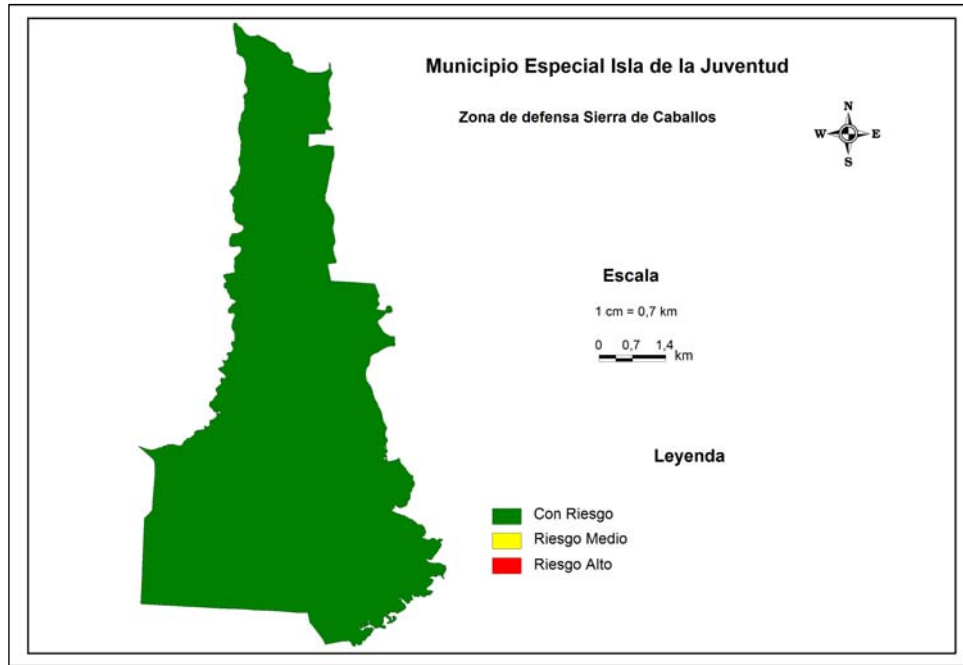 Municipio Especial Isla de la Juventud
Zona de defensa Sierra de Caballos
N
W E
S
Escala
1 cm = 0,7 km
0 0,7 1,4
km
Leyenda
Con Riesgo
Riesgo Medio
Riesgo Alto